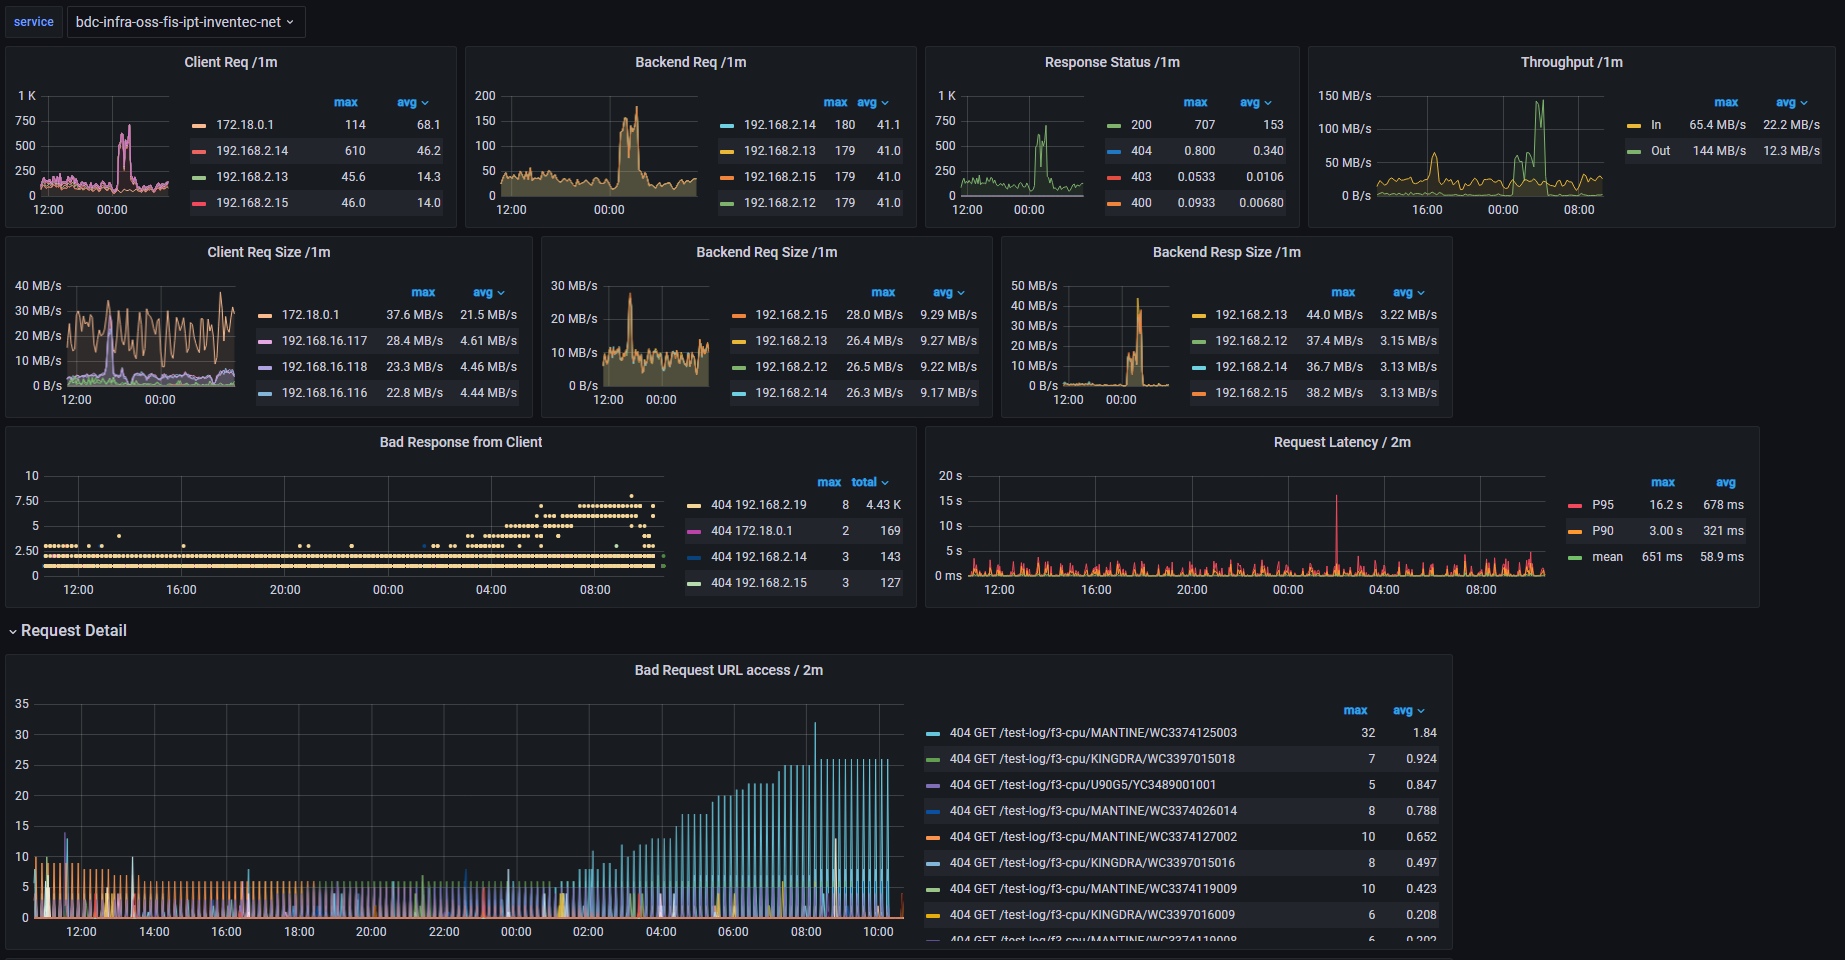 service bdc-infra-oss-fis-ipt-inventec-net
Client Req /1m
max avg
1 K
750
500
250
0
12:00 00:00
172.18.0.1 114 68.1
192.168.2.14 610 46.2
192.168.2.13 45.6 14.3
192.168.2.15 46.0 14.0
Backend Req /1m
max avg
200
150
100
50
0
12:00 00:00
192.168.2.14 180 41.1
192.168.2.13 179 41.0
192.168.2.15 179 41.0
192.168.2.12 179 41.0
Response Status /1m
max avg
1 K
750
500
250
0
12:00 00:00
200 707 153
404 0.800 0.340
403 0.0533 0.0106
400 0.0933 0.00680
Throughput /1m
max avg
150 MB/s
100 MB/s
50 MB/s
0 B/s
16:00 00:00 08:00
In 65.4 MB/s 22.2 MB/s
Out 144 MB/s 12.3 MB/s
Client Req Size /1m
max avg
40 MB/s
30 MB/s
20 MB/s
10 MB/s
0 B/s
12:00 00:00
172.18.0.1 37.6 MB/s 21.5 MB/s
192.168.16.117 28.4 MB/s 4.61 MB/s
192.168.16.118 23.3 MB/s 4.46 MB/s
192.168.16.116 22.8 MB/s 4.44 MB/s
Backend Req Size /1m
max avg
30 MB/s
20 MB/s
10 MB/s
0 B/s
12:00 00:00
192.168.2.15 28.0 MB/s 9.29 MB/s
192.168.2.13 26.4 MB/s 9.27 MB/s
192.168.2.12 26.5 MB/s 9.22 MB/s
192.168.2.14 26.3 MB/s 9.17 MB/s
Backend Resp Size /1m
max avg
50 MB/s
40 MB/s
30 MB/s
20 MB/s
10 MB/s
0 B/s
12:00 00:00
192.168.2.13 44.0 MB/s 3.22 MB/s
192.168.2.12 37.4 MB/s 3.15 MB/s
192.168.2.14 36.7 MB/s 3.13 MB/s
192.168.2.15 38.2 MB/s 3.13 MB/s
Bad Response from Client
max total
10
7.50
5
2.50
0
12:00 16:00 20:00 00:00 04:00 08:00
404 192.168.2.19 8 4.43 K
404 172.18.0.1 2 169
404 192.168.2.14 3 143
404 192.168.2.15 3 127
Request Latency / 2m
max avg
20 s
15 s
10 s
5 s
0 ms
12:00 16:00 20:00 00:00 04:00 08:00
P95 16.2 s 678 ms
P90 3.00 s 321 ms
mean 651 ms 58.9 ms
Request Detail
Bad Request URL access / 2m
max avg
35
30
25
20
15
10
5
0
12:00 14:00 16:00 18:00 20:00 22:00 00:00 02:00 04:00 06:00 08:00 10:00
404 GET /test-log/f3-cpu/MANTINE/WC3374125003 32 1.84
404 GET /test-log/f3-cpu/KINGDRA/WC3397015018 7 0.924
404 GET /test-log/f3-cpu/U90G5/YC3489001001 5 0.847
404 GET /test-log/f3-cpu/MANTINE/WC3374026014 8 0.788
404 GET /test-log/f3-cpu/MANTINE/WC3374127002 10 0.652
404 GET /test-log/f3-cpu/KINGDRA/WC3397015016 8 0.497
404 GET /test-log/f3-cpu/MANTINE/WC3374119009 10 0.423
404 GET /test-log/f3-cpu/KINGDRA/WC3397016009 6 0.208
404 GET /test-log/f3-cpu/MANTINE/WC3374119008 6 0.202